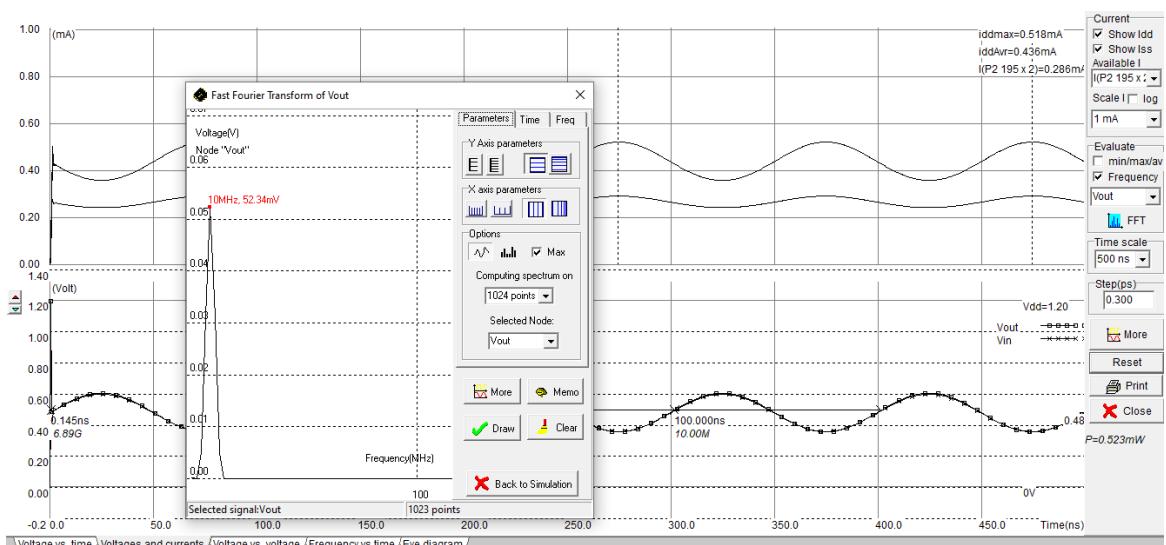 1.00
(mA)
0.80
0.60
0.40
0.20
0.00
iddmax=0.518mA
iddAvr=0.436mA
I(P2 195 x 2)=0.286mA
1.40
(Volt)
1.20
1.00
0.80
0.60
0.40
0.20
0.00
-0.2
0.145ns
6.89G
100.000ns
10.00M
0.48
Vdd=1.20
Vout
Vin
0V
0.0
50.0
100.0
150.0
200.0
250.0
300.0
350.0
400.0
450.0
Time(ns)
Fast Fourier Transform of Vout
Voltage(V)
Node "Vout"
0.06
10MHz, 52.34mV
0.05
0.04
0.03
0.02
0.01
0.00
Frequency(MHz)
100
Selected signal:Vout
1023 points
Parameters
Time
Freq
Y Axis parameters
X axis parameters
Options
Max
Computing spectrum on
1024 points
Selected Node:
Vout
More
Memo
Draw
Clear
Back to Simulation
Current
Show Idd
Show Iss
Available I
I(P2 195 x
Scale I
log
1 mA
Evaluate
min/max/av
Frequency
Vout
FFT
Time scale
500 ns
Step(ps)
0.300
More
Reset
Print
Close
P=0.523mW
Voltage vs. time
Voltages and currents
Voltage vs. voltage
Frequency vs time
Eye diagram